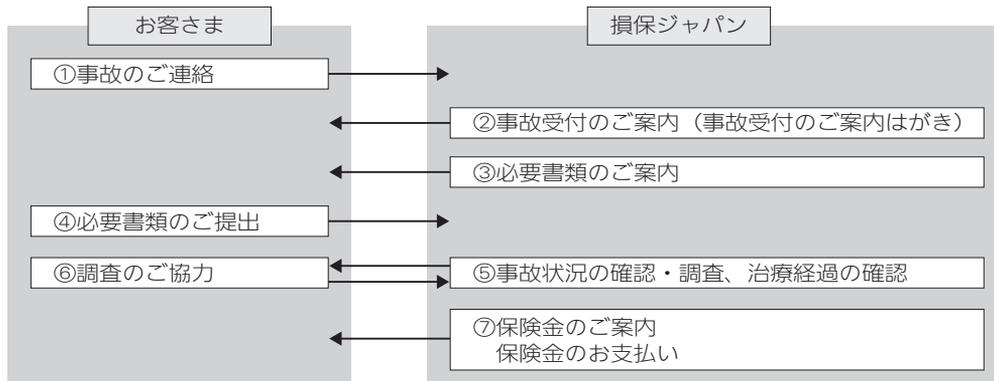 お客さま
損保ジャパン
①事故のご連絡
②事故受付のご案内（事故受付のご案内はがき）
③必要書類のご案内
④必要書類のご提出
⑥調査のご協力
⑤事故状況の確認・調査、治療経過の確認
⑦保険金のご案内
保険金のお支払い